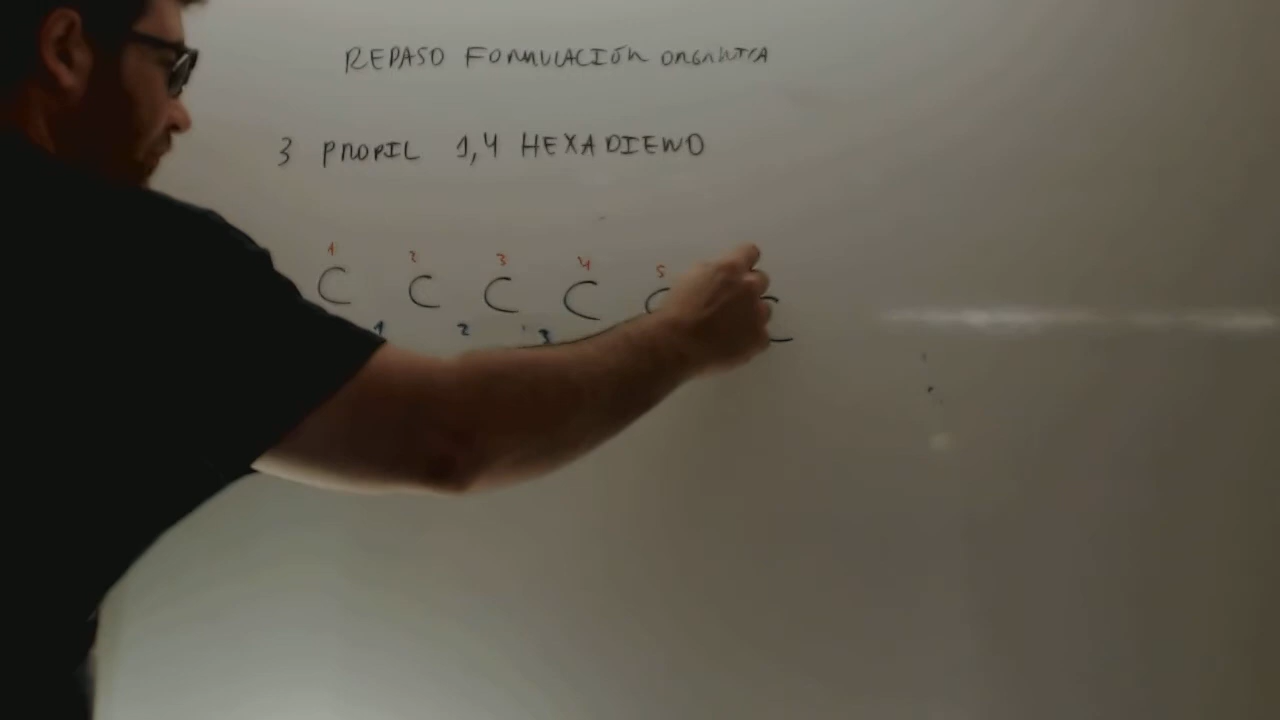 REPASO FORMULACIÓN ORGÁNICA
3 PROPIL 1,4 HEXADIENO
1 2 3 4 5
C C C C C C
1 2 3